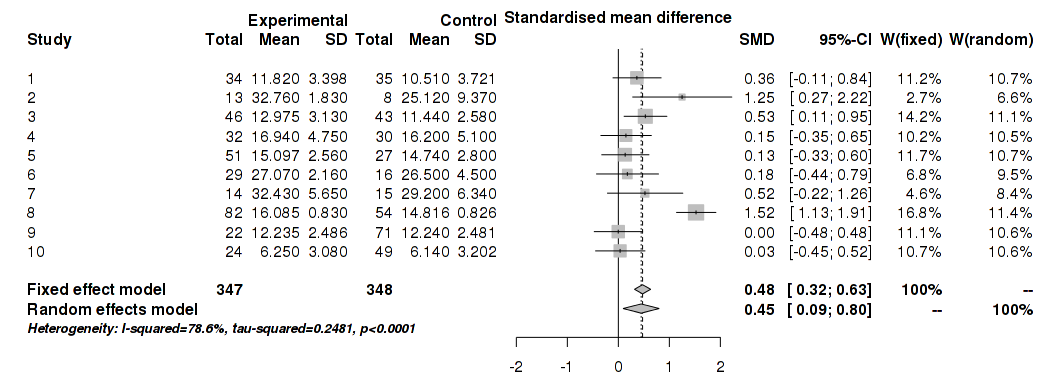 Experimental Control Standardised mean difference
Study Total Mean SD Total Mean SD SMD 95%-CI W(fixed) W(random)
1 34 11.820 3.398 35 10.510 3.721 0.36 [-0.11; 0.84] 11.2% 10.7%
2 13 32.760 1.830 8 25.120 9.370 1.25 [ 0.27; 2.22] 2.7% 6.6%
3 46 12.975 3.130 43 11.440 2.580 0.53 [ 0.11; 0.95] 14.2% 11.1%
4 32 16.940 4.750 30 16.200 5.100 0.15 [-0.35; 0.65] 10.2% 10.5%
5 51 15.097 2.560 27 14.740 2.800 0.13 [-0.33; 0.60] 11.7% 10.7%
6 29 27.070 2.160 16 26.500 4.500 0.18 [-0.44; 0.79] 6.8% 9.5%
7 14 32.430 5.650 15 29.200 6.340 0.52 [-0.22; 1.26] 4.6% 8.4%
8 82 16.085 0.830 54 14.816 0.826 1.52 [ 1.13; 1.91] 16.8% 11.4%
9 22 12.235 2.486 71 12.240 2.481 0.00 [-0.48; 0.48] 11.1% 10.6%
10 24 6.250 3.080 49 6.140 3.202 0.03 [-0.45; 0.52] 10.8% 10.6%
Fixed effect model 347 348 0.48 [ 0.32; 0.63] 100% --
Random effects model 0.45 [ 0.09; 0.80] -- 100%
Heterogeneity: I-squared=78.6%, tau-squared=0.2481, p<0.0001
-2 -1 0 1 2